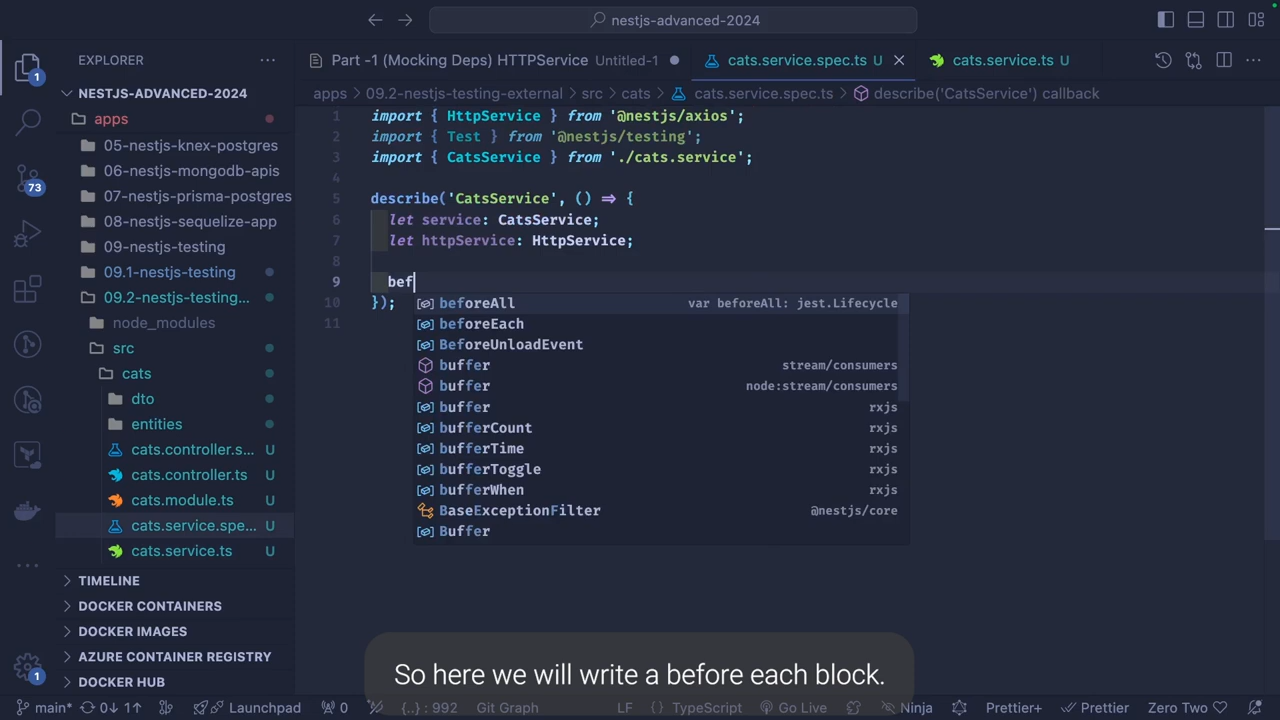 nestjs-advanced-2024
EXPLORER
Part -1 (Mocking Deps) HTTPService Untitled-1
cats.service.spec.ts U
cats.service.ts U
NESTJS-ADVANCED-2024
apps > 09.2-nestjs-testing-external > src > cats > cats.service.spec.ts > describe('CatsService') callback
apps
05-nestjs-knex-postgres
06-nestjs-mongodb-apis
07-nestjs-prisma-postgres
08-nestjs-sequelize-app
09-nestjs-testing
09.1-nestjs-testing
09.2-nestjs-testing...
node_modules
src
cats
dto
entities
cats.controller.s... U
cats.controller.ts U
cats.module.ts U
cats.service.spe... U
cats.service.ts U
TIMELINE
DOCKER CONTAINERS
DOCKER IMAGES
AZURE CONTAINER REGISTRY
DOCKER HUB
1
73
1
1 import { HttpService } from '@nestjs/axios';
2 import { Test } from '@nestjs/testing';
3 import { CatsService } from './cats.service';
4
5 describe('CatsService', () => {
6 let service: CatsService;
7 let httpService: HttpService;
8
9 bef
10 });
11
beforeAll var beforeAll: jest.Lifecycle
beforeEach
BeforeUnloadEvent
buffer stream/consumers
buffer node:stream/consumers
buffer rxjs
bufferCount rxjs
bufferTime rxjs
bufferToggle rxjs
bufferWhen rxjs
BaseExceptionFilter @nestjs/core
Buffer
So here we will write a before each block.
main* 0↓ 1↑ Launchpad 0 {..} : 992 Git Graph LF {} TypeScript Go Live Ninja Prettier+ Prettier Zero Two